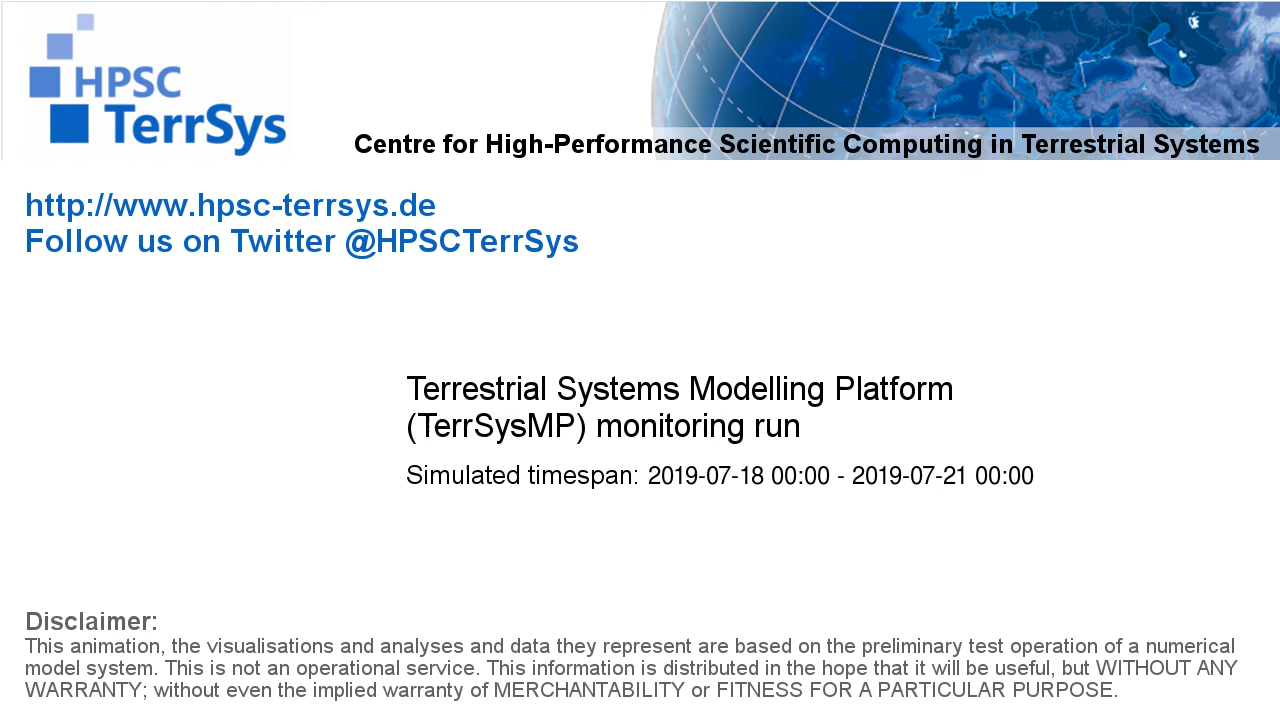 HPSC
TerrSys
Centre for High-Performance Scientific Computing in Terrestrial Systems
http://www.hpsc-terrsys.de
Follow us on Twitter @HPSCTerrSys
Terrestrial Systems Modelling Platform
(TerrSysMP) monitoring run
Simulated timespan: 2019-07-18 00:00 - 2019-07-21 00:00
Disclaimer:
This animation, the visualisations and analyses and data they represent are based on the preliminary test operation of a numerical
model system. This is not an operational service. This information is distributed in the hope that it will be useful, but WITHOUT ANY
WARRANTY; without even the implied warranty of MERCHANTABILITY or FITNESS FOR A PARTICULAR PURPOSE.